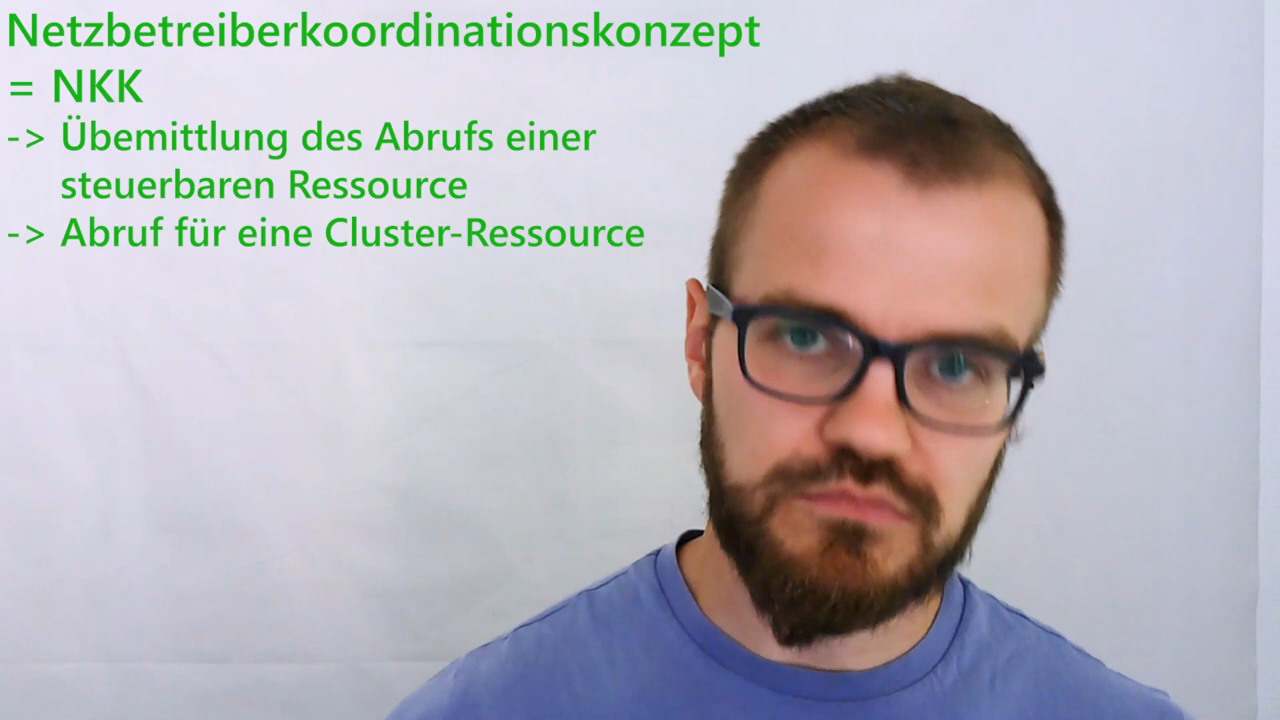 Netzbetreiberkoordinationskonzept
= NKK
-> Übemittlung des Abrufs einer
steuerbaren Ressource
-> Abruf für eine Cluster-Ressource